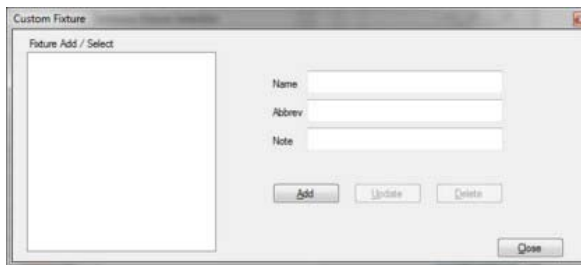 Custom Fixture
Fixture Add / Select
Name
Abbrev
Note
Add
Update
Delete
Close